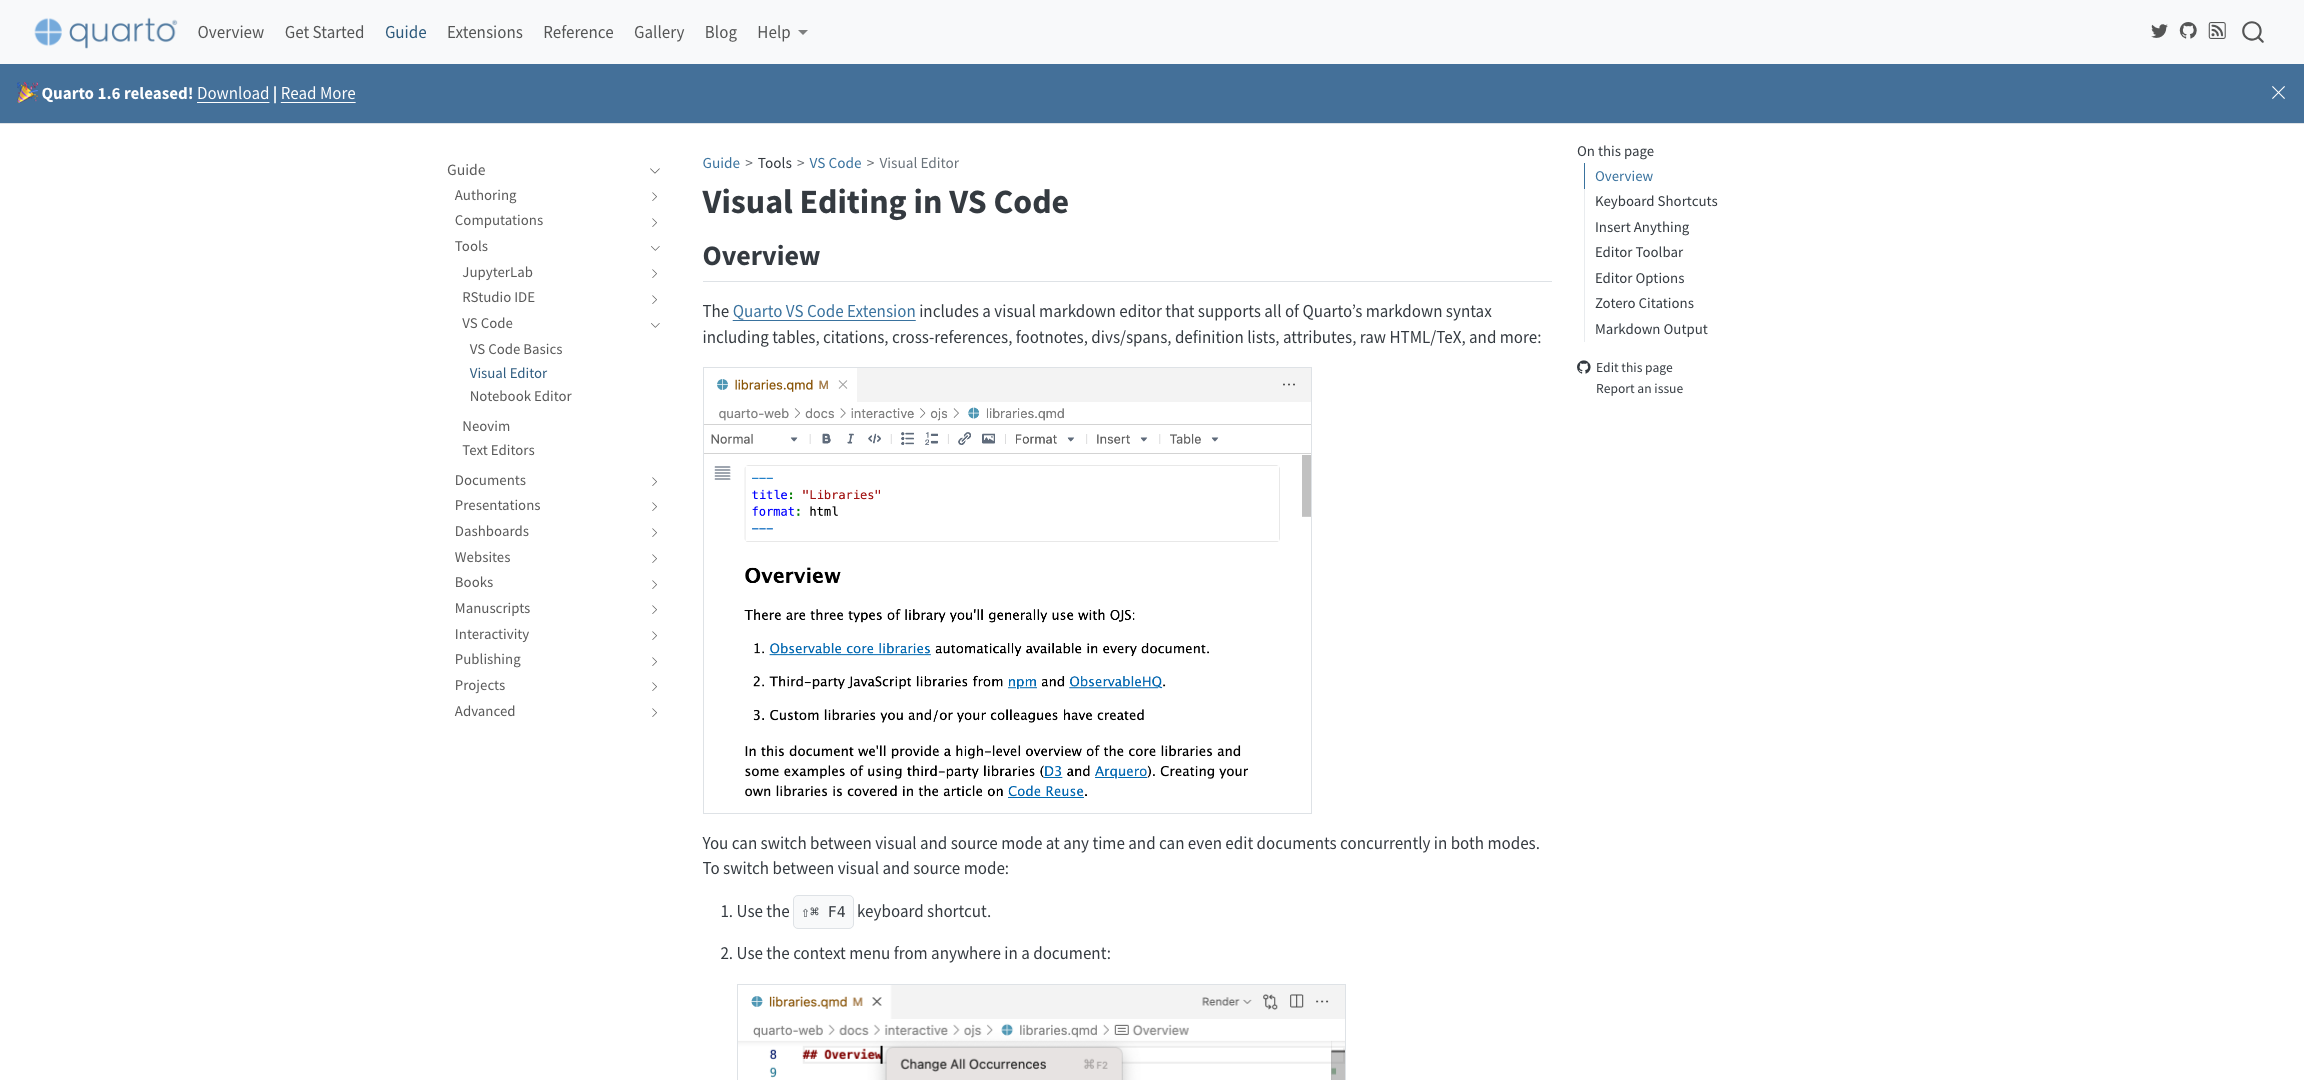 quarto Overview Get Started Guide Extensions Reference Gallery Blog Help
Quarto 1.6 released! Download | Read More
Guide
Authoring
Computations
Tools
JupyterLab
RStudio IDE
VS Code
VS Code Basics
Visual Editor
Notebook Editor
Neovim
Text Editors
Documents
Presentations
Dashboards
Websites
Books
Manuscripts
Interactivity
Publishing
Projects
Advanced
Guide > Tools > VS Code > Visual Editor
Visual Editing in VS Code
Overview
The Quarto VS Code Extension includes a visual markdown editor that supports all of Quarto’s markdown syntax
including tables, citations, cross-references, footnotes, divs/spans, definition lists, attributes, raw HTML/TeX, and more:
libraries.qmd M
quarto-web > docs > interactive > ojs > libraries.qmd
Normal B I </> Format Insert Table
---
title: "Libraries"
format: html
---
Overview
There are three types of library you'll generally use with OJS:
1. Observable core libraries automatically available in every document.
2. Third-party JavaScript libraries from npm and ObservableHQ.
3. Custom libraries you and/or your colleagues have created
In this document we'll provide a high-level overview of the core libraries and
some examples of using third-party libraries (D3 and Arquero). Creating your
own libraries is covered in the article on Code Reuse.
You can switch between visual and source mode at any time and can even edit documents concurrently in both modes.
To switch between visual and source mode:
1. Use the ⇧⌘ F4 keyboard shortcut.
2. Use the context menu from anywhere in a document:
libraries.qmd M Render
quarto-web > docs > interactive > ojs > libraries.qmd > Overview
8 ## Overview
Change All Occurrences ⌘F2
9
On this page
Overview
Keyboard Shortcuts
Insert Anything
Editor Toolbar
Editor Options
Zotero Citations
Markdown Output
Edit this page
Report an issue